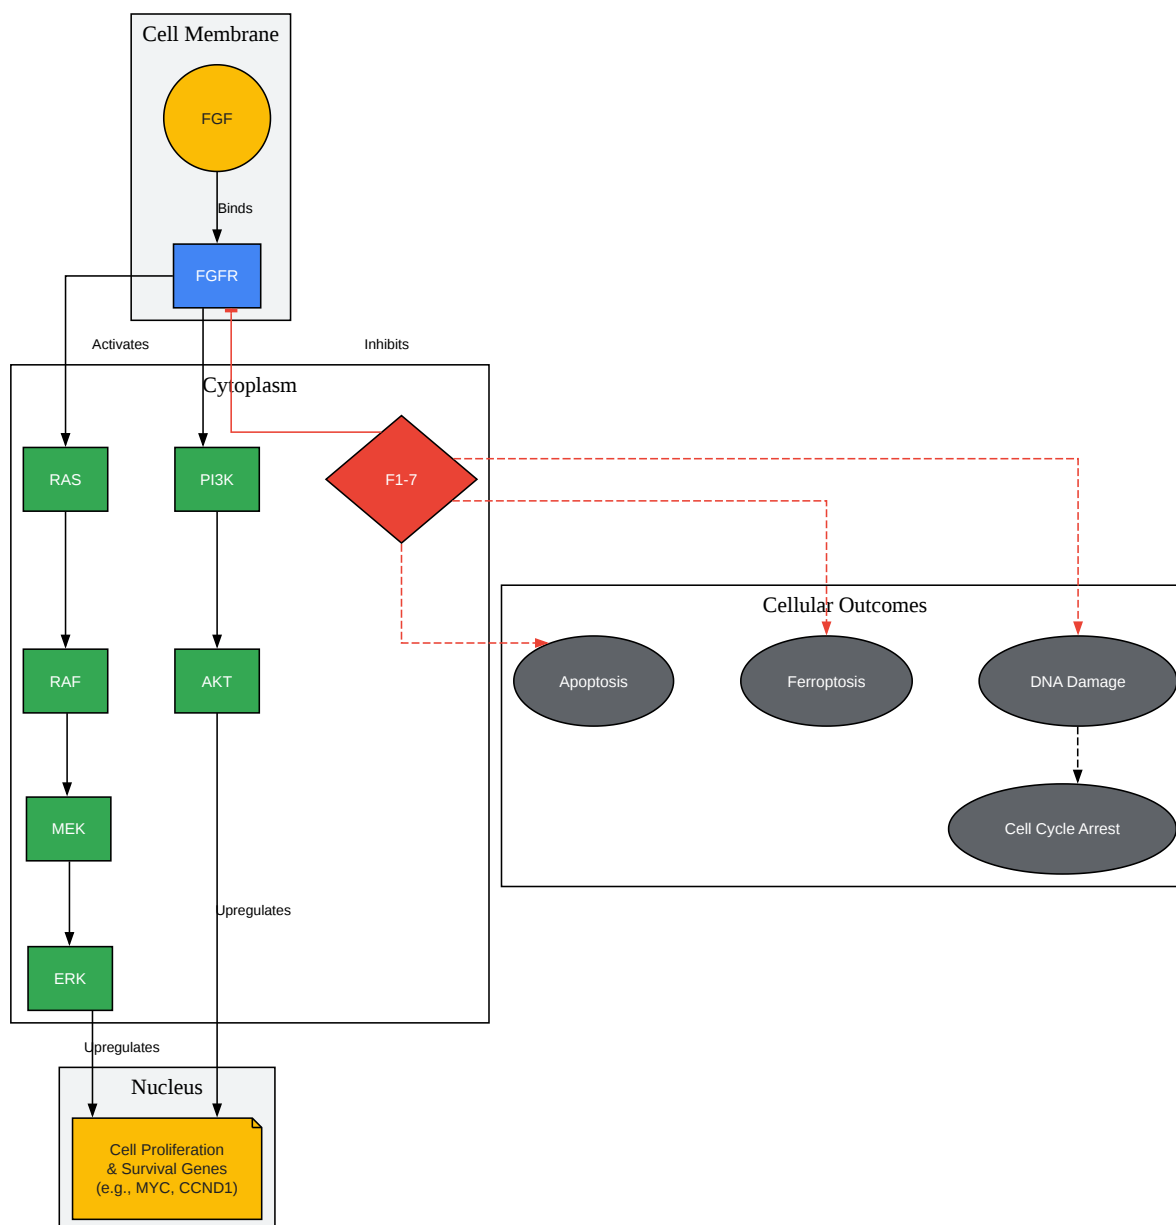 Cell Membrane
FGF
Binds
FGFR
Activates
Inhibits
Cytoplasm
RAS
PI3K
F1-7
Cellular Outcomes
RAF
AKT
Apoptosis
Ferroptosis
DNA Damage
MEK
Cell Cycle Arrest
Upregulates
ERK
Upregulates
Nucleus
Cell Proliferation
& Survival Genes
(e.g., MYC, CCND1)